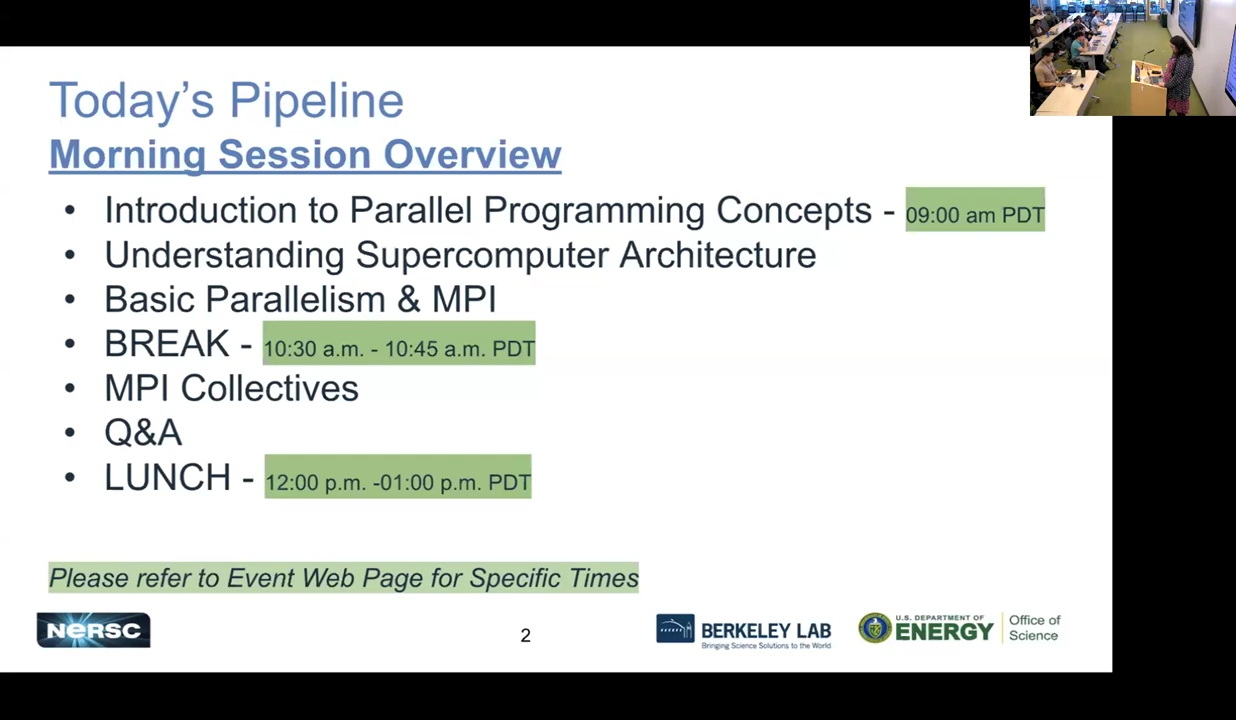 Today's Pipeline
Morning Session Overview
• Introduction to Parallel Programming Concepts - 09:00 am PDT
• Understanding Supercomputer Architecture
• Basic Parallelism & MPI
• BREAK - 10:30 a.m. - 10:45 a.m. PDT
• MPI Collectives
• Q&A
• LUNCH - 12:00 p.m. -01:00 p.m. PDT
Please refer to Event Web Page for Specific Times
NERSC
2
BERKELEY LAB
Bringing Science Solutions to the World
U.S. DEPARTMENT OF
ENERGY
Office of
Science